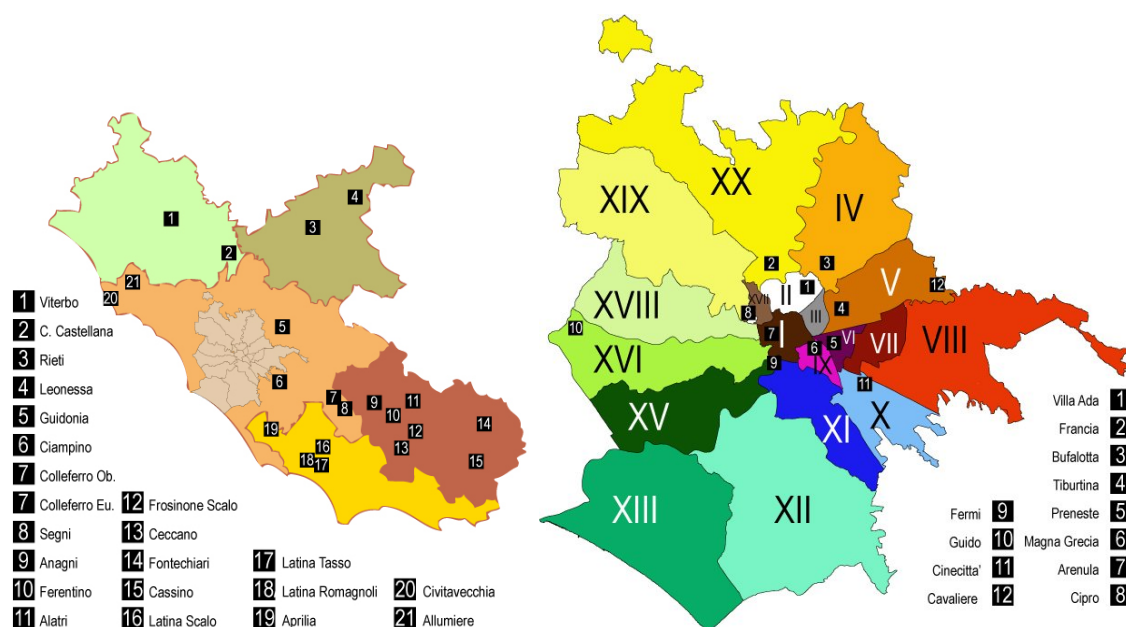 1
2
3
4
21
20
5
6
7
8
9
10
11
12
13
14
15
19
16
18
17
1 Viterbo
2 C. Castellana
3 Rieti
4 Leonessa
5 Guidonia
6 Ciampino
7 Colleferro Ob.
7 Colleferro Eu.
8 Segni
9 Anagni
10 Ferentino
11 Alatri
12 Frosinone Scalo
13 Ceccano
14 Fontechiari
15 Cassino
16 Latina Scalo
17 Latina Tasso
18 Latina Romagnoli
19 Aprilia
20 Civitavecchia
21 Allumiere
XX
XIX
IV
2
3
V
12
XVIII
XVII
II
1
8
III
4
10
7
I
6
5
VI
VII
VIII
XVI
9
IX
11
XV
XI
X
XIII
XII
Villa Ada 1
Francia 2
Bufalotta 3
Tiburtina 4
Preneste 5
Magna Grecia 6
Arenula 7
Cipro 8
Fermi 9
Guido 10
Cinecitta' 11
Cavaliere 12